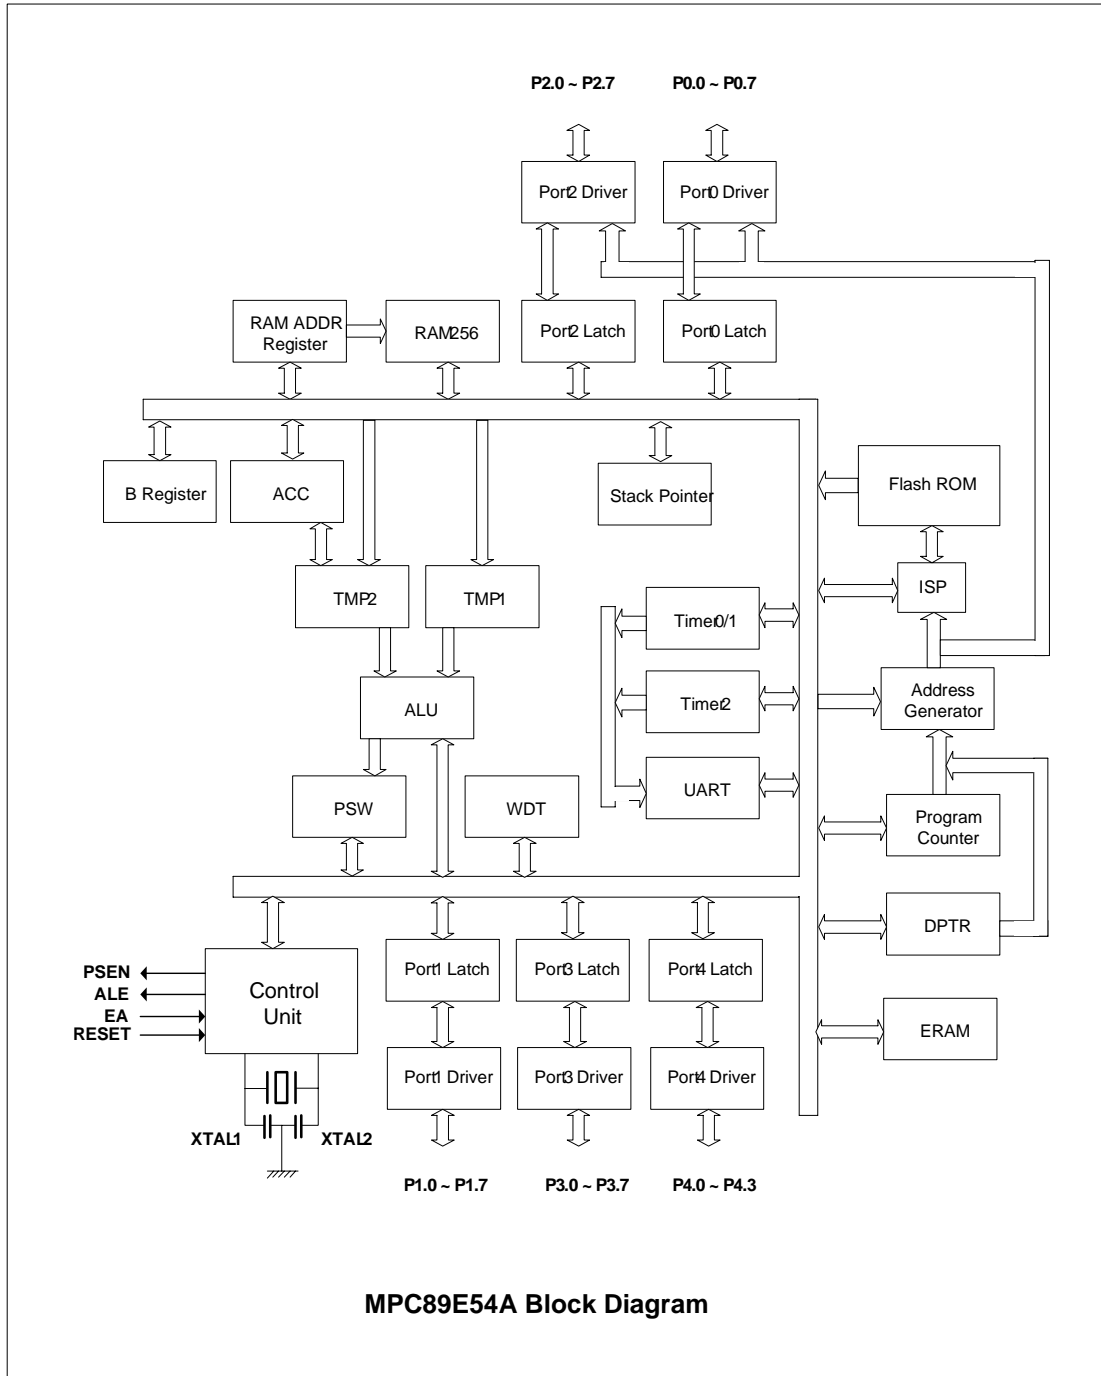 P2.0 ~ P2.7
P0.0 ~ P0.7
Port2 Driver
Port0 Driver
RAM ADDR
Register
RAM256
Port2 Latch
Port0 Latch
B Register
ACC
Stack Pointer
Flash ROM
TMP2
TMP1
ISP
Timer0/1
ALU
Timer2
Address
Generator
PSW
WDT
UART
Program
Counter
DPTR
Port1 Latch
Port3 Latch
Port4 Latch
PSEN
ALE
EA
RESET
Control
Unit
ERAM
Port1 Driver
Port3 Driver
Port4 Driver
XTAL1
XTAL2
P1.0 ~ P1.7
P3.0 ~ P3.7
P4.0 ~ P4.3
MPC89E54A Block Diagram